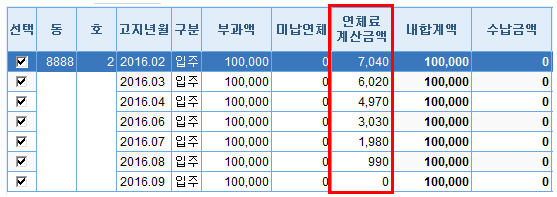 선택 동 호 고지년월 구분 부과액 미납연체 연체료 계산금액 내합계액 수납금액
8888 2 2016.02 입주 100,000 0 7,040 100,000 0
2016.03 입주 100,000 0 6,020 100,000 0
2016.04 입주 100,000 0 4,970 100,000 0
2016.06 입주 100,000 0 3,030 100,000 0
2016.07 입주 100,000 0 1,980 100,000 0
2016.08 입주 100,000 0 990 100,000 0
2016.09 입주 100,000 0 0 100,000 0